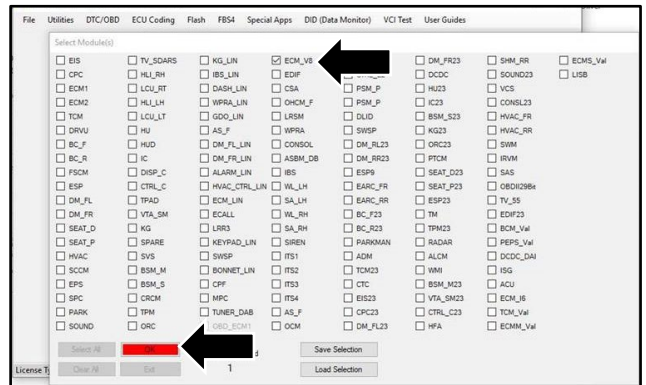 File Utilities DTC/OBD ECU Coding Flash FBS4 Special Apps DID (Data Monitor) VCI Test User Guides
Select Module(s)
EIS TV_SDARS KG_LIN ECM_V8 DM_FR23 SHM_RR ECMS_Val
CPC HLI_RH IBS_LIN EDIF DCDC SOUND23 LISB
ECM1 LCU_RT DASH_LIN CSA PSM_P HU23 VCS
ECM2 HLI_LH WPRA_LIN OHCM_F PSM_P IC23 CONSL23
TCM LCU_LT GDO_LIN LRSM DLID BSM_S23 HVAC_FR
DRVU HU AS_F WPRA SWSP KG23 HVAC_RR
BC_F HUD DM_FL_LIN CONSOL DM_RL23 ORC23 SWM
BC_R IC DM_FR_LIN ASBM_DB DM_RR23 PTCM IRVM
FSCM DISP_C ALARM_LIN IBS ESP9 SEAT_D23 SAS
ESP CTRL_C HVAC_CTRL_LIN WL_LH EARC_FR SEAT_P23 OBDII29Bit
DM_FL TPAD ECM_LIN SA_LH EARC_RR ESP23 TV_55
DM_FR VTA_SM ECALL WL_RH BC_F23 TM EDIF23
SEAT_D KG LRR3 SA_RH BC_R23 TPM23 BCM_Val
SEAT_P SPARE KEYPAD_LIN SIREN PARKMAN RADAR PEPS_Val
HVAC SVS SWSP ITS1 ADM ALCM DCDC_DAI
SCCM BSM_M BONNET_LIN ITS2 TCM23 WMI ISG
EPS BSM_S CPF ITS3 CTC BSM_M23 ACU
SPC CRCM MPC ITS4 EIS23 VTA_SM23 ECM_I6
PARK TPM TUNER_DAB AS_F CPC23 CTRL_C23 TCM_Val
SOUND ORC OBD_ECM1 OCM DM_FL23 HFA ECMM_Val
Select All OK Save Selection
License Clear All Exit 1 Load Selection